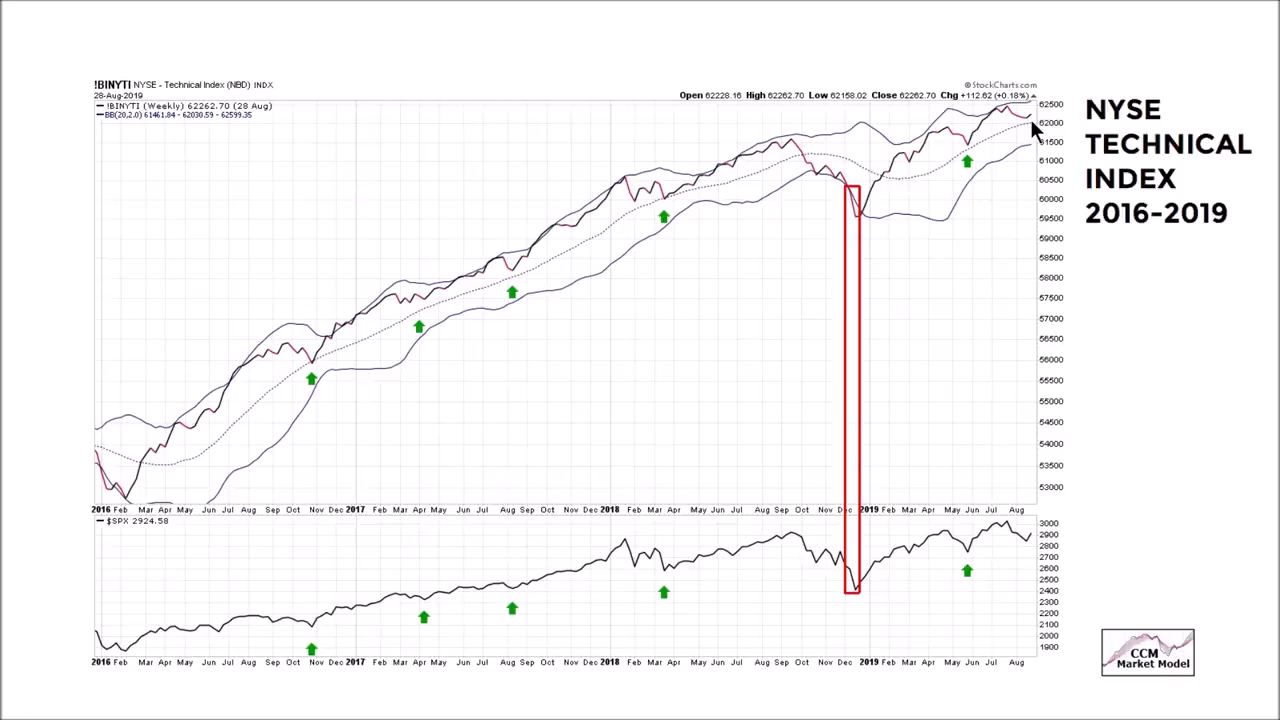 !BINYTI NYSE - Technical Index (NBD) INDX
© StockCharts.com
28-Aug-2019
Open 62228.16 High 62262.70 Low 62158.02 Close 62262.70 Chg +112.62 (+0.18%)
!BINYTI (Weekly) 62262.70 (28 Aug)
BB(20,2.0) 61461.84 - 62030.59 - 62599.35
62500
62000
61500
61000
60500
60000
59500
59000
58500
58000
57500
57000
56500
56000
55500
55000
54500
54000
53500
53000
2016 Feb Mar Apr May Jun Jul Aug Sep Oct Nov Dec 2017 Feb Mar Apr May Jun Jul Aug Sep Oct Nov Dec 2018 Feb Mar Apr May Jun Jul Aug Sep Oct Nov Dec 2019 Feb Mar Apr May Jun Jul Aug
$SPX 2924.58
3000
2900
2800
2700
2600
2500
2400
2300
2200
2100
2000
1900
2016 Feb Mar Apr May Jun Jul Aug Sep Oct Nov Dec 2017 Feb Mar Apr May Jun Jul Aug Sep Oct Nov Dec 2018 Feb Mar Apr May Jun Jul Aug Sep Oct Nov Dec 2019 Feb Mar Apr May Jun Jul Aug
NYSE
TECHNICAL
INDEX
2016-2019
CCM
Market Model